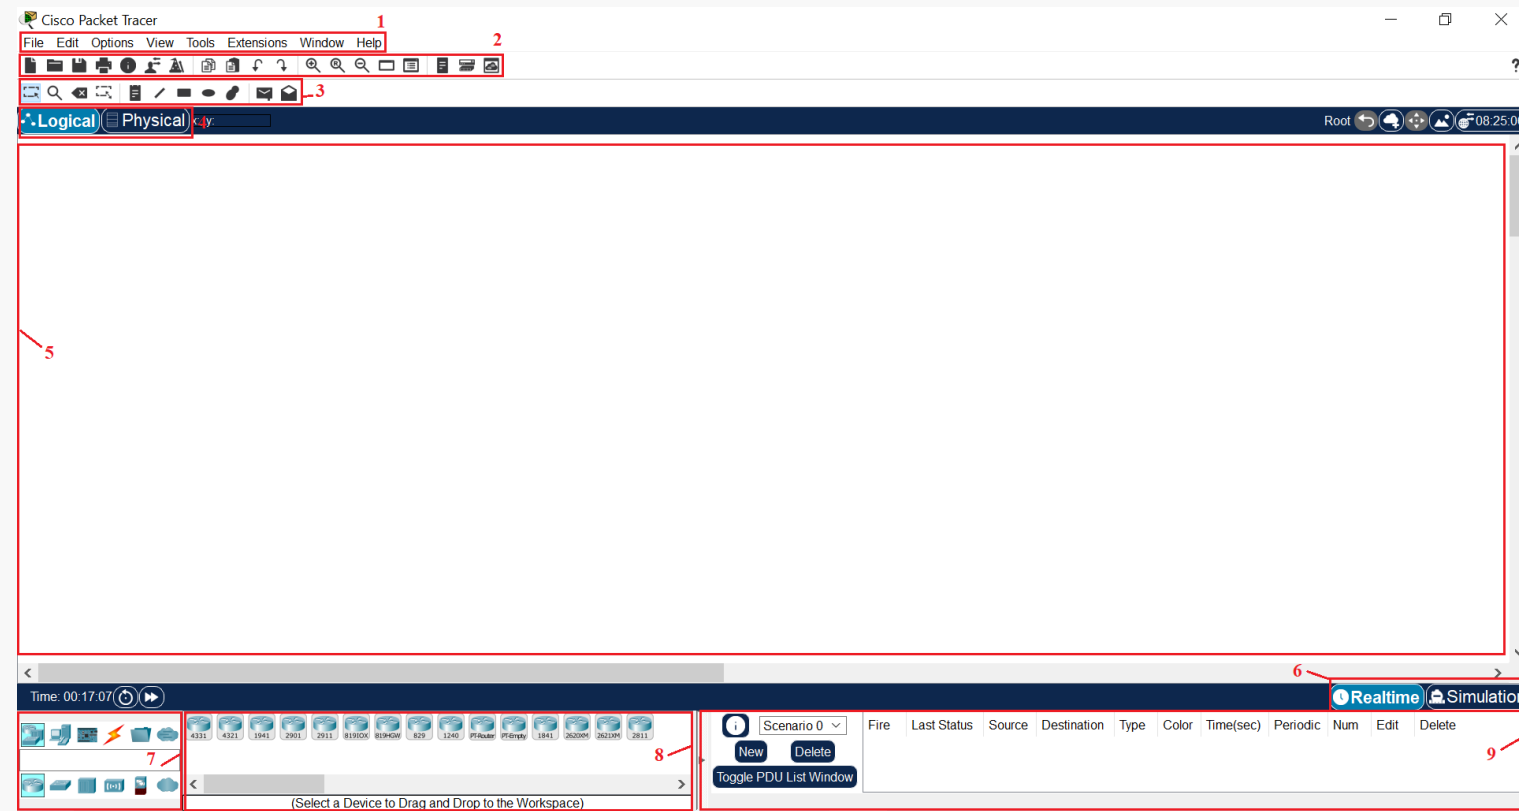 Cisco Packet Tracer
1
File Edit Options View Tools Extensions Window Help
2
?
3
Logical Physical 4 y:
Root 08:25:0
5
6
Time: 00:17:07 Realtime Simulation
4331 4321 1941 2901 2911 819IOX 819HGW 829 1240 PT-Router PT-Empty 1841 2620XM 2621XM 2811
Scenario 0 Fire Last Status Source Destination Type Color Time(sec) Periodic Num Edit Delete
7
8
9
New Delete
Toggle PDU List Window
(Select a Device to Drag and Drop to the Workspace)